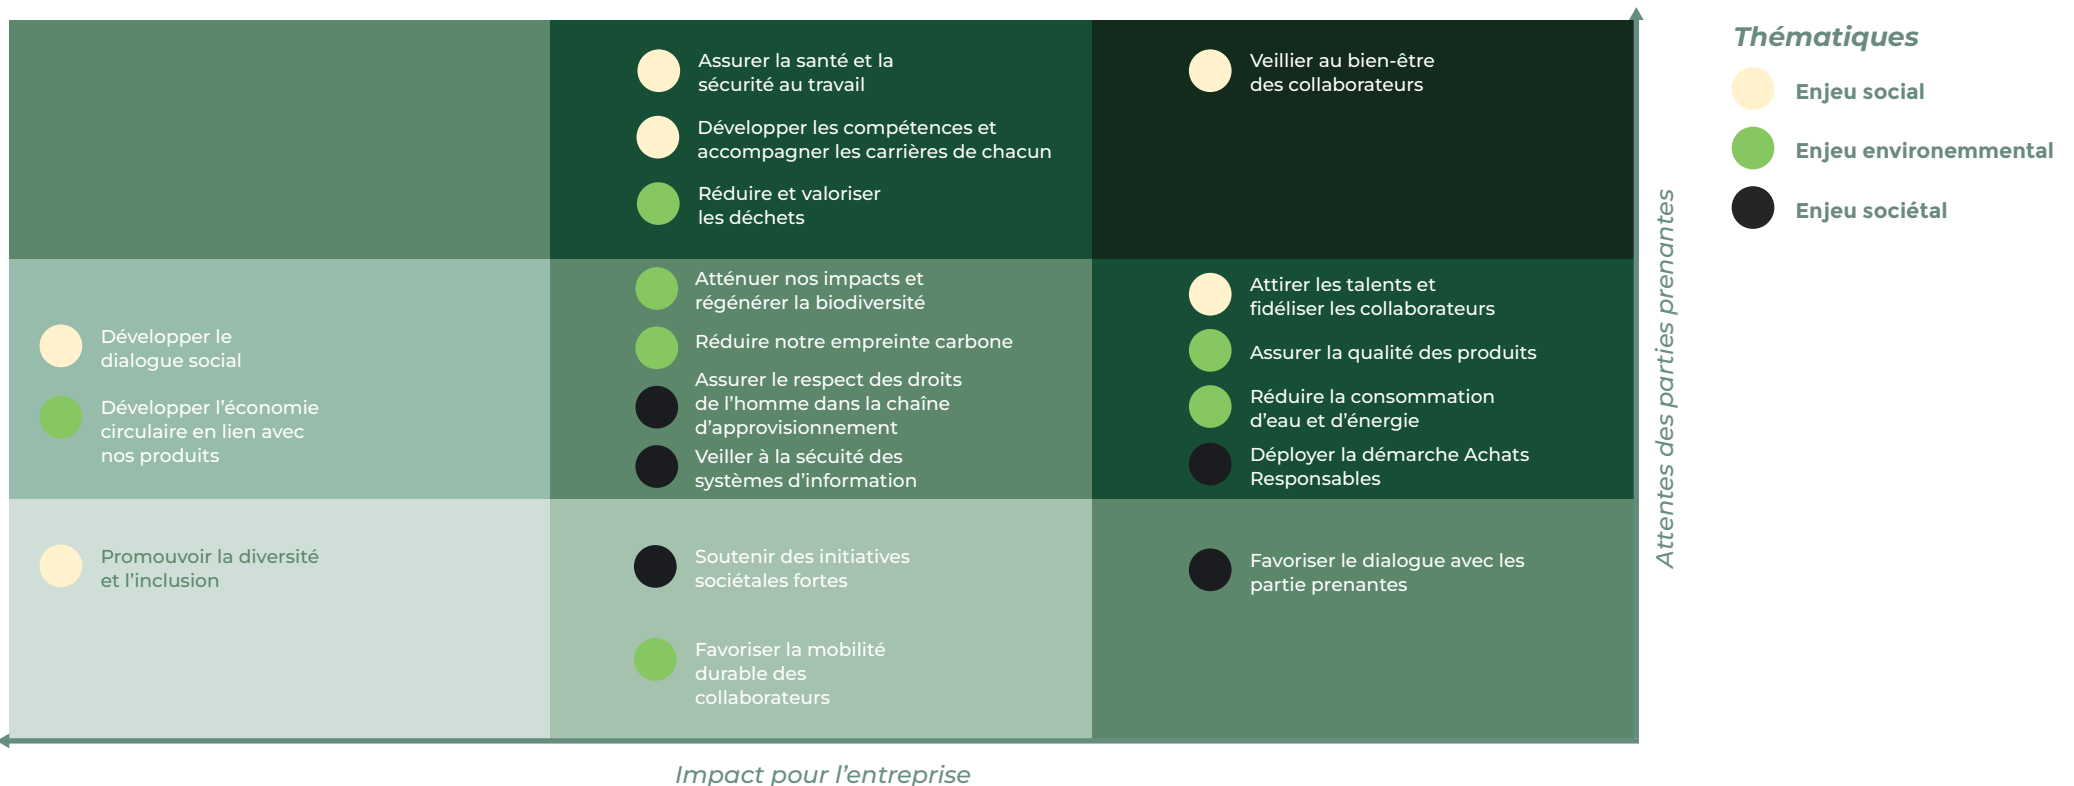 Assurer la santé et la
sécurité au travail
Développer les compétences et
accompagner les carrières de chacun
Réduire et valoriser
les déchets
Veillier au bien-être
des collaborateurs
Développer le
dialogue social
Développer l’économie
circulaire en lien avec
nos produits
Atténuer nos impacts et
régénérer la biodiversité
Réduire notre empreinte carbone
Assurer le respect des droits
de l’homme dans la chaîne
d’approvisionnement
Veiller à la sécuité des
systèmes d’information
Attirer les talents et
fidéliser les collaborateurs
Assurer la qualité des produits
Réduire la consommation
d’eau et d’énergie
Déployer la démarche Achats
Responsables
Promouvoir la diversité
et l’inclusion
Soutenir des initiatives
sociétales fortes
Favoriser la mobilité
durable des
collaborateurs
Favoriser le dialogue avec les
partie prenantes
Impact pour l’entreprise
Attentes des parties prenantes
Thématiques
Enjeu social
Enjeu environemmental
Enjeu sociétal